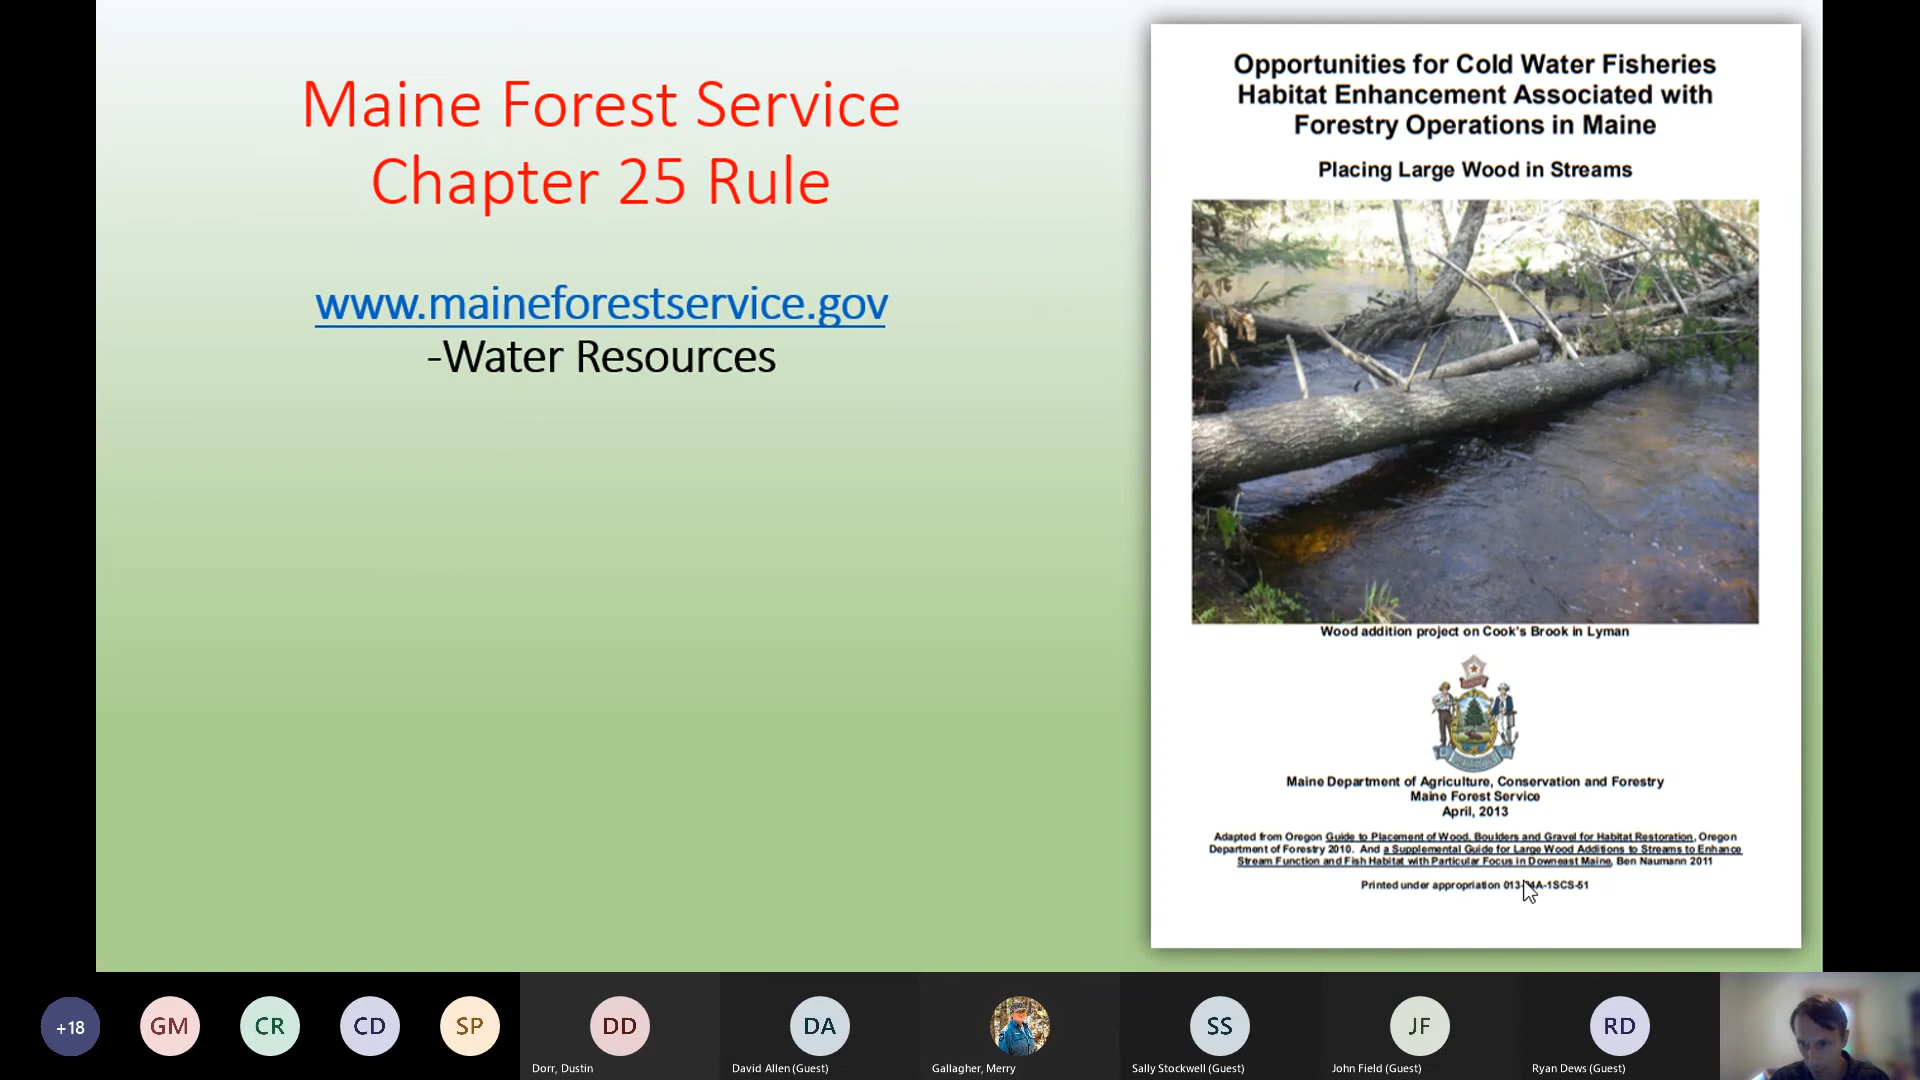 Maine Forest Service
Chapter 25 Rule
www.maineforestservice.gov
-Water Resources
Opportunities for Cold Water Fisheries
Habitat Enhancement Associated with
Forestry Operations in Maine
Placing Large Wood in Streams
Wood addition project on Cook's Brook in Lyman
Maine Department of Agriculture, Conservation and Forestry
Maine Forest Service
April, 2013
Adapted from Oregon Guide to Placement of Wood, Boulders and Gravel for Habitat Restoration, Oregon
Department of Forestry 2010. And a Supplemental Guide for Large Wood Additions to Streams to Enhance
Stream Function and Fish Habitat with Particular Focus in Downeast Maine, Ben Naumann 2011
Printed under appropriation
+18
GM
CR
CD
SP
DD
DA
SS
JF
RD
Dorr, Dustin
David Allen (Guest)
Gallagher, Merry
Sally Stockwell (Guest)
John Field (Guest)
Ryan Dews (Guest)